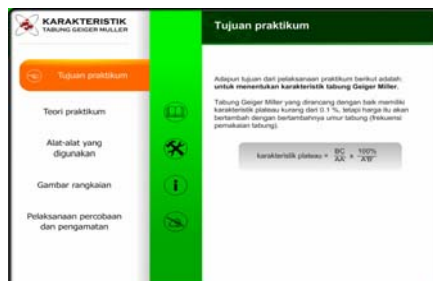 KARAKTERISTIK
TABUNG GEIGER MULLER
Tujuan praktikum
Teori praktikum
Alat-alat yang
digunakan
Gambar rangkaian
Pelaksanaan percobaan
dan pengamatan
Tujuan praktikum
Adapun tujuan dari pelaksanaan praktikum berikut adalah:
untuk menentukan karakteristik tabung Geiger Miller.
Tabung Geiger Miller yang dirancang dengan baik memiliki
karakteristik plateau kurang dari 0.1 %, tetapi harga itu akan
bertambah dengan bertambahnya umur tabung (frekuensi
pemakaian tabung).
karakteristik plateau = BC/AA' x 100%/A'B'